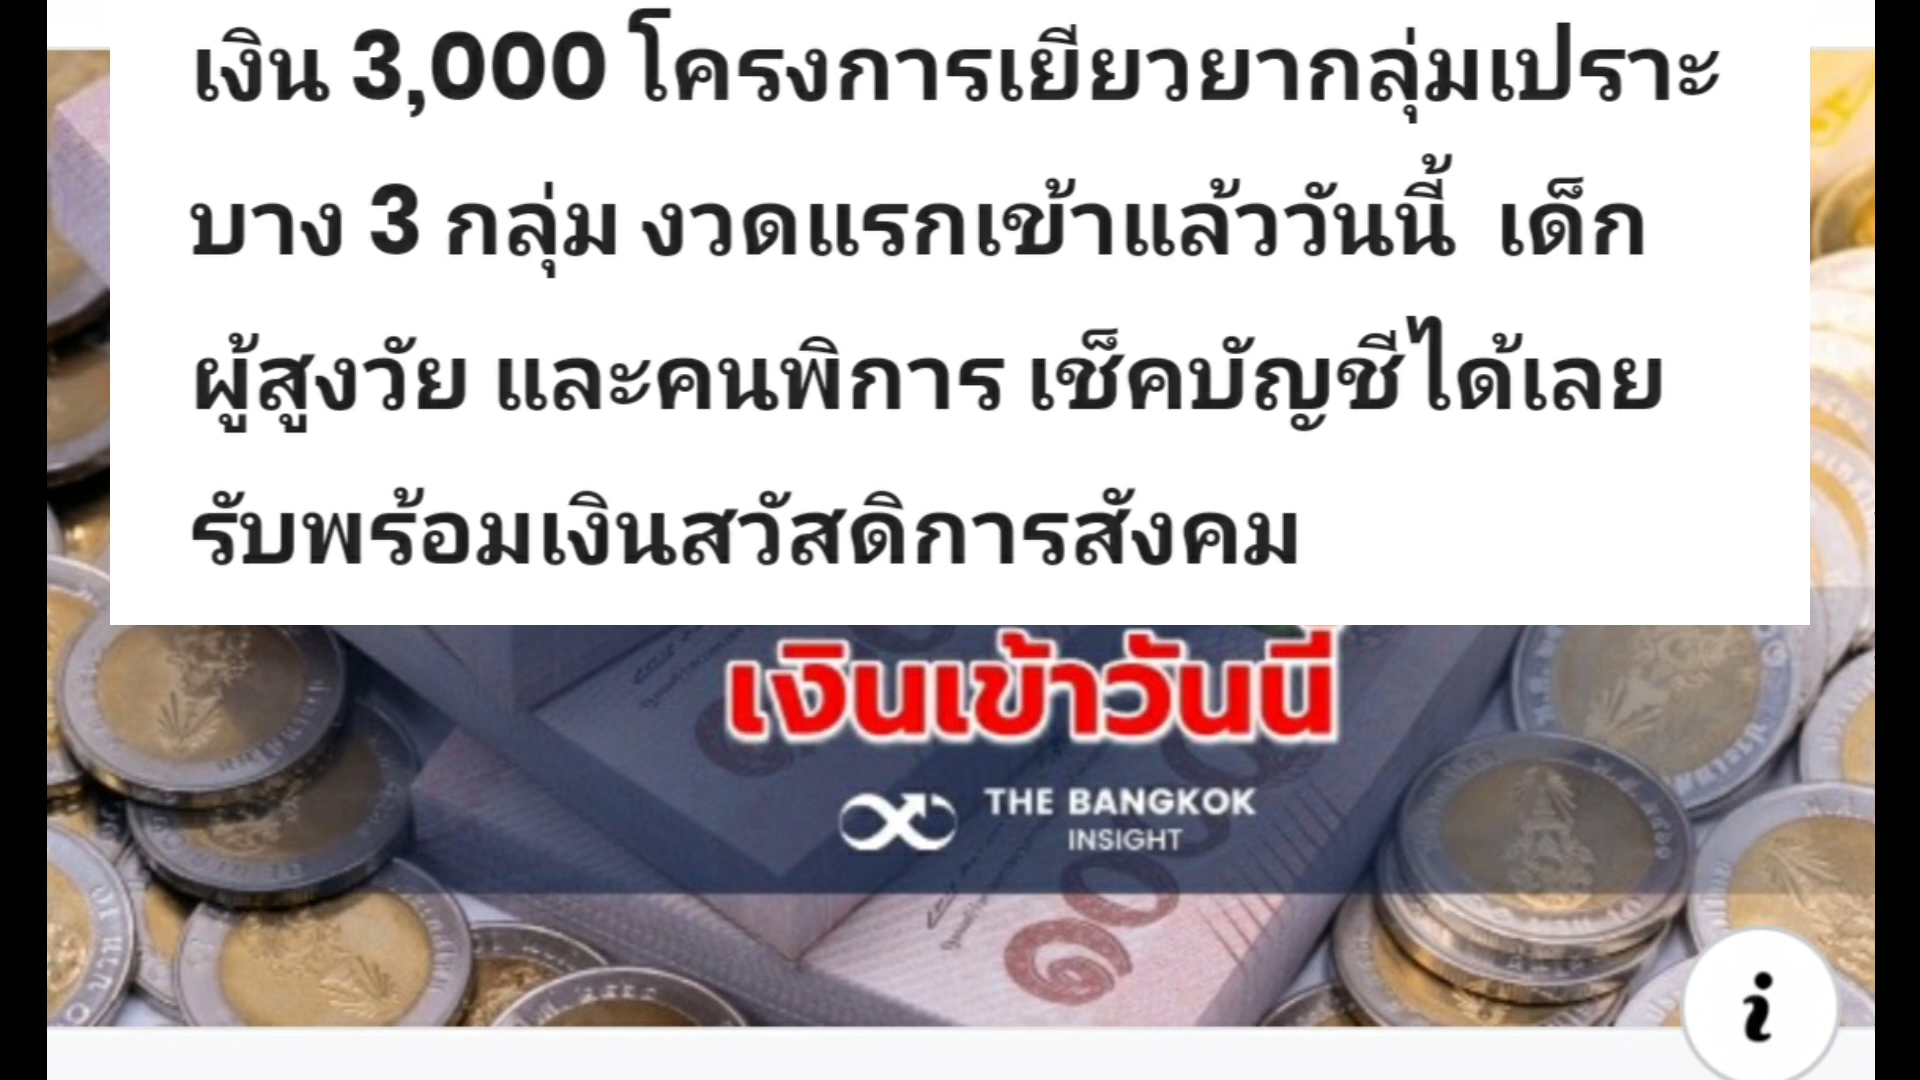 เงิน 3,000 โครงการเยียวยากลุ่มเปราะ
บาง 3 กลุ่ม งวดแรกเข้าแล้ววันนี้ เด็ก
ผู้สูงวัย และคนพิการ เช็คบัญชีได้เลย
รับพร้อมเงินสวัสดิการสังคม
เงินเข้าวันนี้
THE BANGKOK
INSIGHT
๑๐๐
i